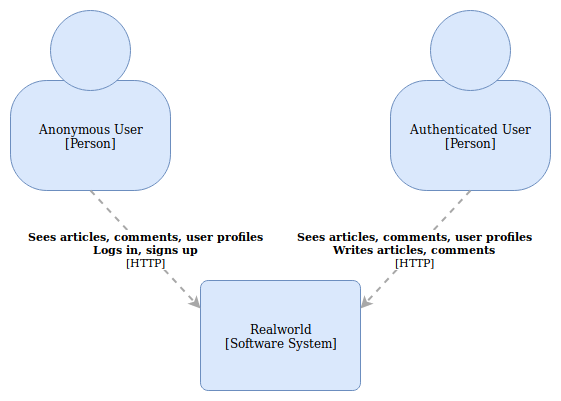 Anonymous User
[Person]
Authenticated User
[Person]
Sees articles, comments, user profiles
Logs in, signs up
[HTTP]
Sees articles, comments, user profiles
Writes articles, comments
[HTTP]
Realworld
[Software System]